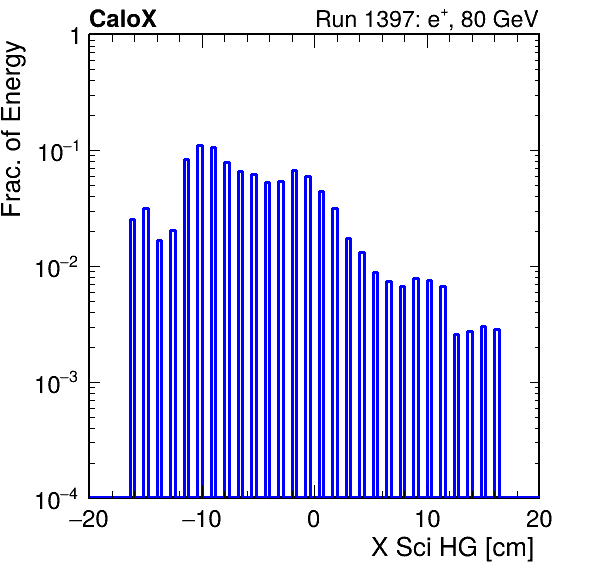 CaloX
Run 1397: e⁺, 80 GeV
Frac. of Energy
1
10⁻¹
10⁻²
10⁻³
10⁻⁴
−20 −10 0 10 20
X Sci HG [cm]